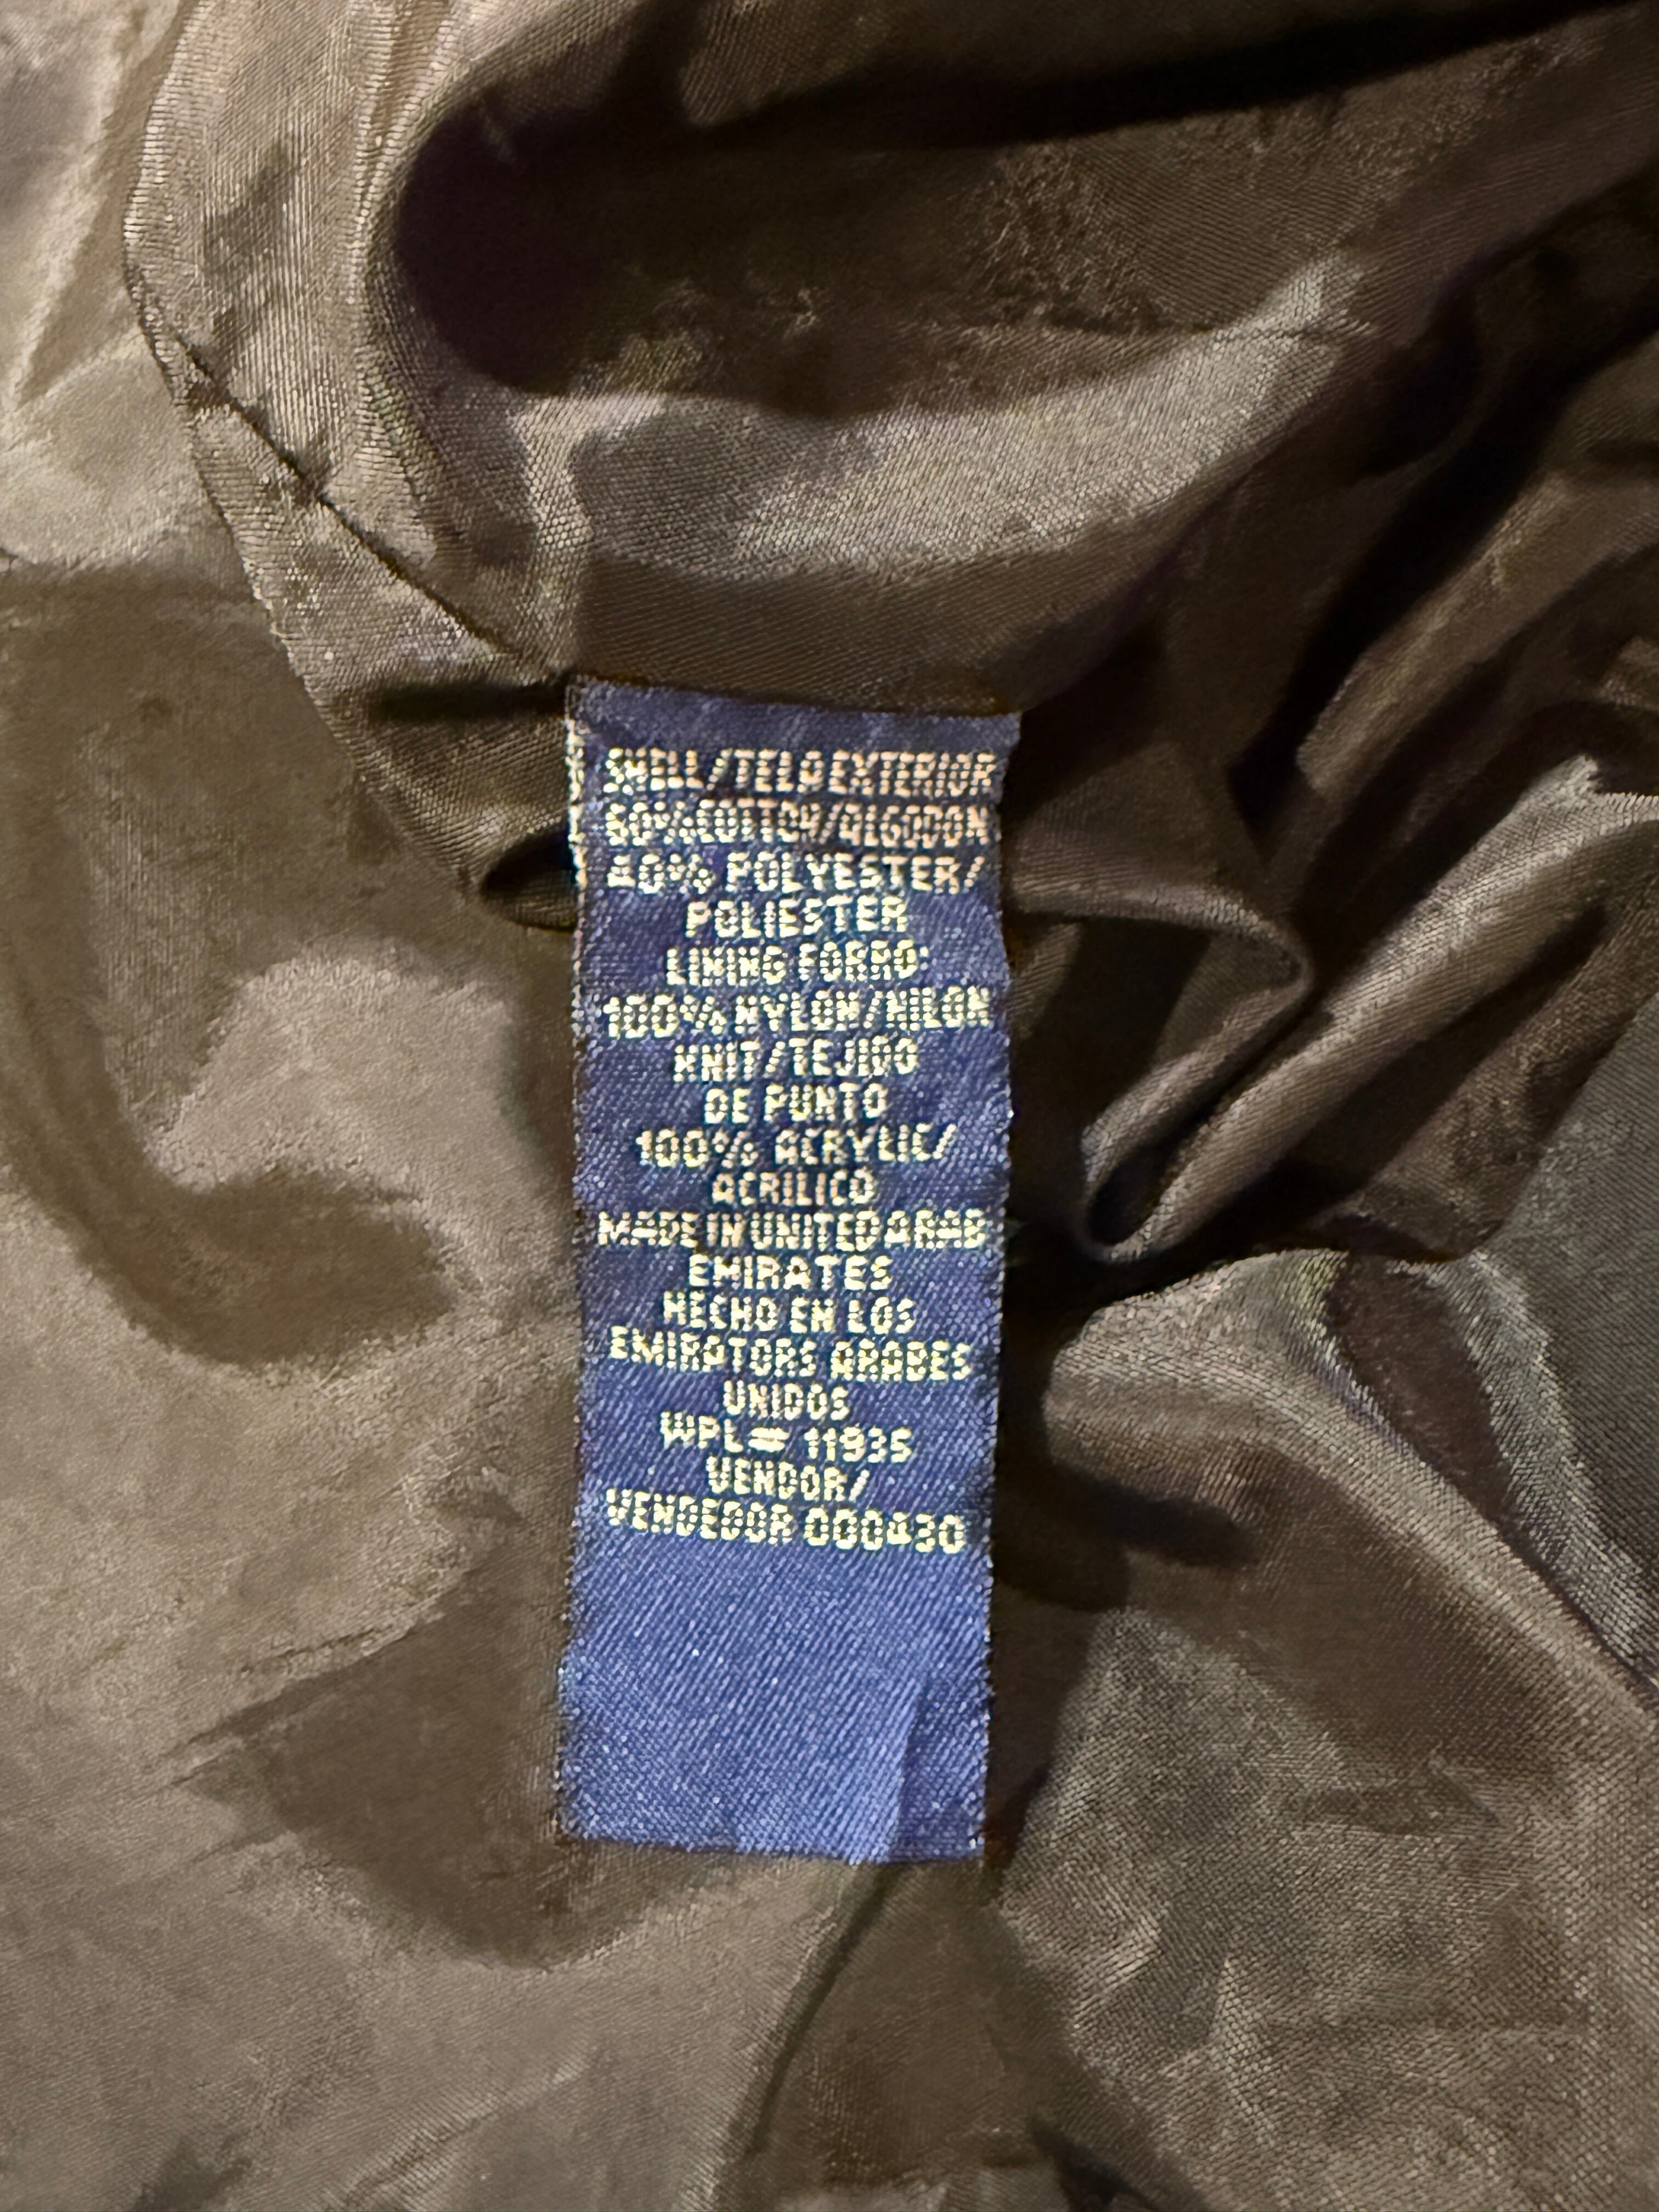 SHELL/TELA EXTERIOR
60% COTTON/ALGODON
40% POLYESTER/
POLIESTER
LINING FORRO:
100% NYLON/NILON
KNIT/TEJIDO
DE PUNTO
100% ACRYLIC/
ACRILICO
MADE IN UNITED ARAB
EMIRATES
HECHO EN LOS
EMIRATORS ARABES
UNIDOS
WPL# 11935
VENDOR/
VENDEDOR 000430